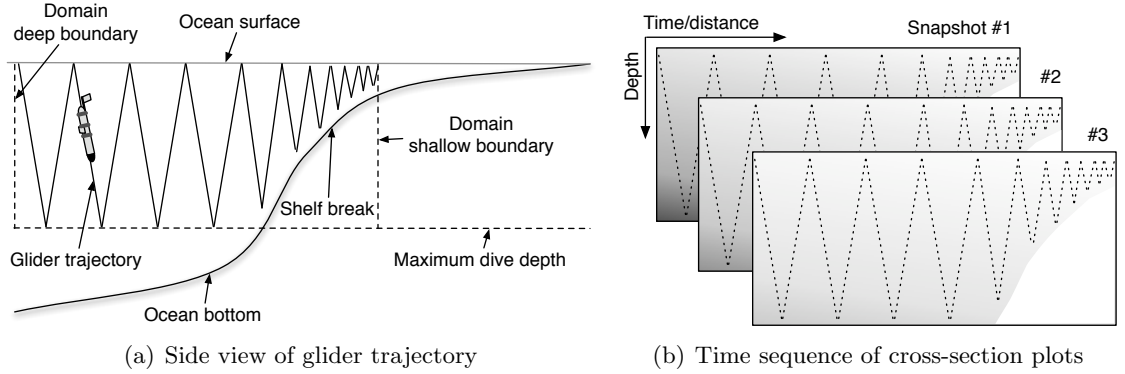 Domain
deep boundary
Ocean surface
Domain
shallow boundary
Shelf break
Glider trajectory
Maximum dive depth
Ocean bottom
(a) Side view of glider trajectory
Time/distance
Depth
Snapshot #1
#2
#3
(b) Time sequence of cross-section plots